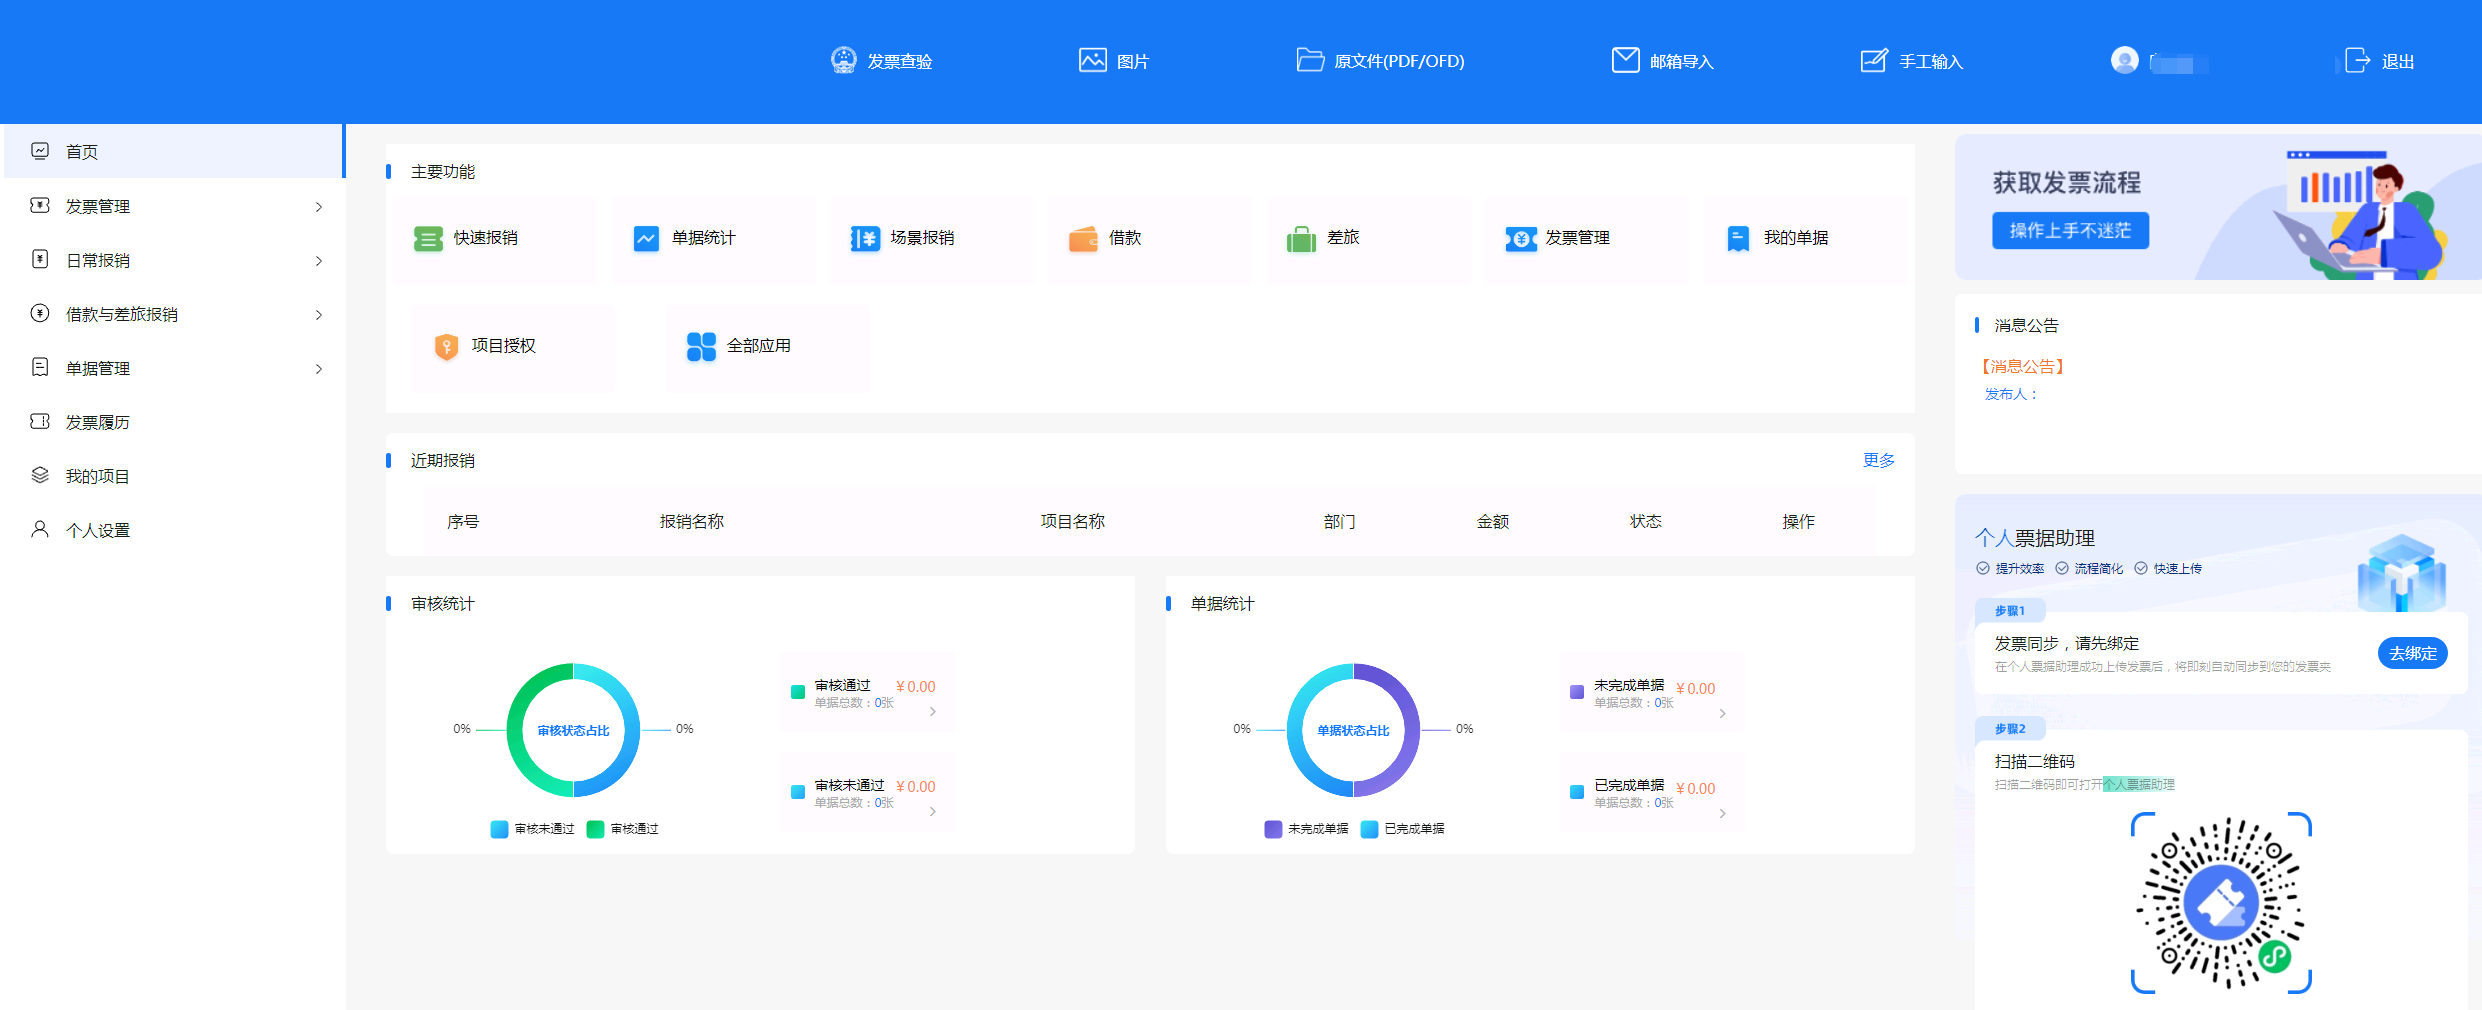 发票查验
图片
原文件(PDF/OFD)
邮箱导入
手工输入
退出
首页
发票管理
日常报销
借款与差旅报销
单据管理
发票履历
我的项目
个人设置
主要功能
快速报销
单据统计
场景报销
借款
差旅
发票管理
我的单据
项目授权
全部应用
近期报销
更多
序号 报销名称 项目名称 部门 金额 状态 操作
审核统计
0%
审核状态占比
0%
审核未通过 审核通过
审核通过 ¥0.00
单据总数：0张
审核未通过 ¥0.00
单据总数：0张
单据统计
0%
单据状态占比
0%
未完成单据 已完成单据
未完成单据 ¥0.00
单据总数：0张
已完成单据 ¥0.00
单据总数：0张
获取发票流程
操作上手不迷茫
消息公告
【消息公告】
发布人：
个人票据助理
提升效率 流程简化 快速上传
步骤1
发票同步，请先绑定
在个人票据助理成功上传发票后，将即刻自动同步到您的发票夹
去绑定
步骤2
扫描二维码
扫描二维码即可打开个人票据助理